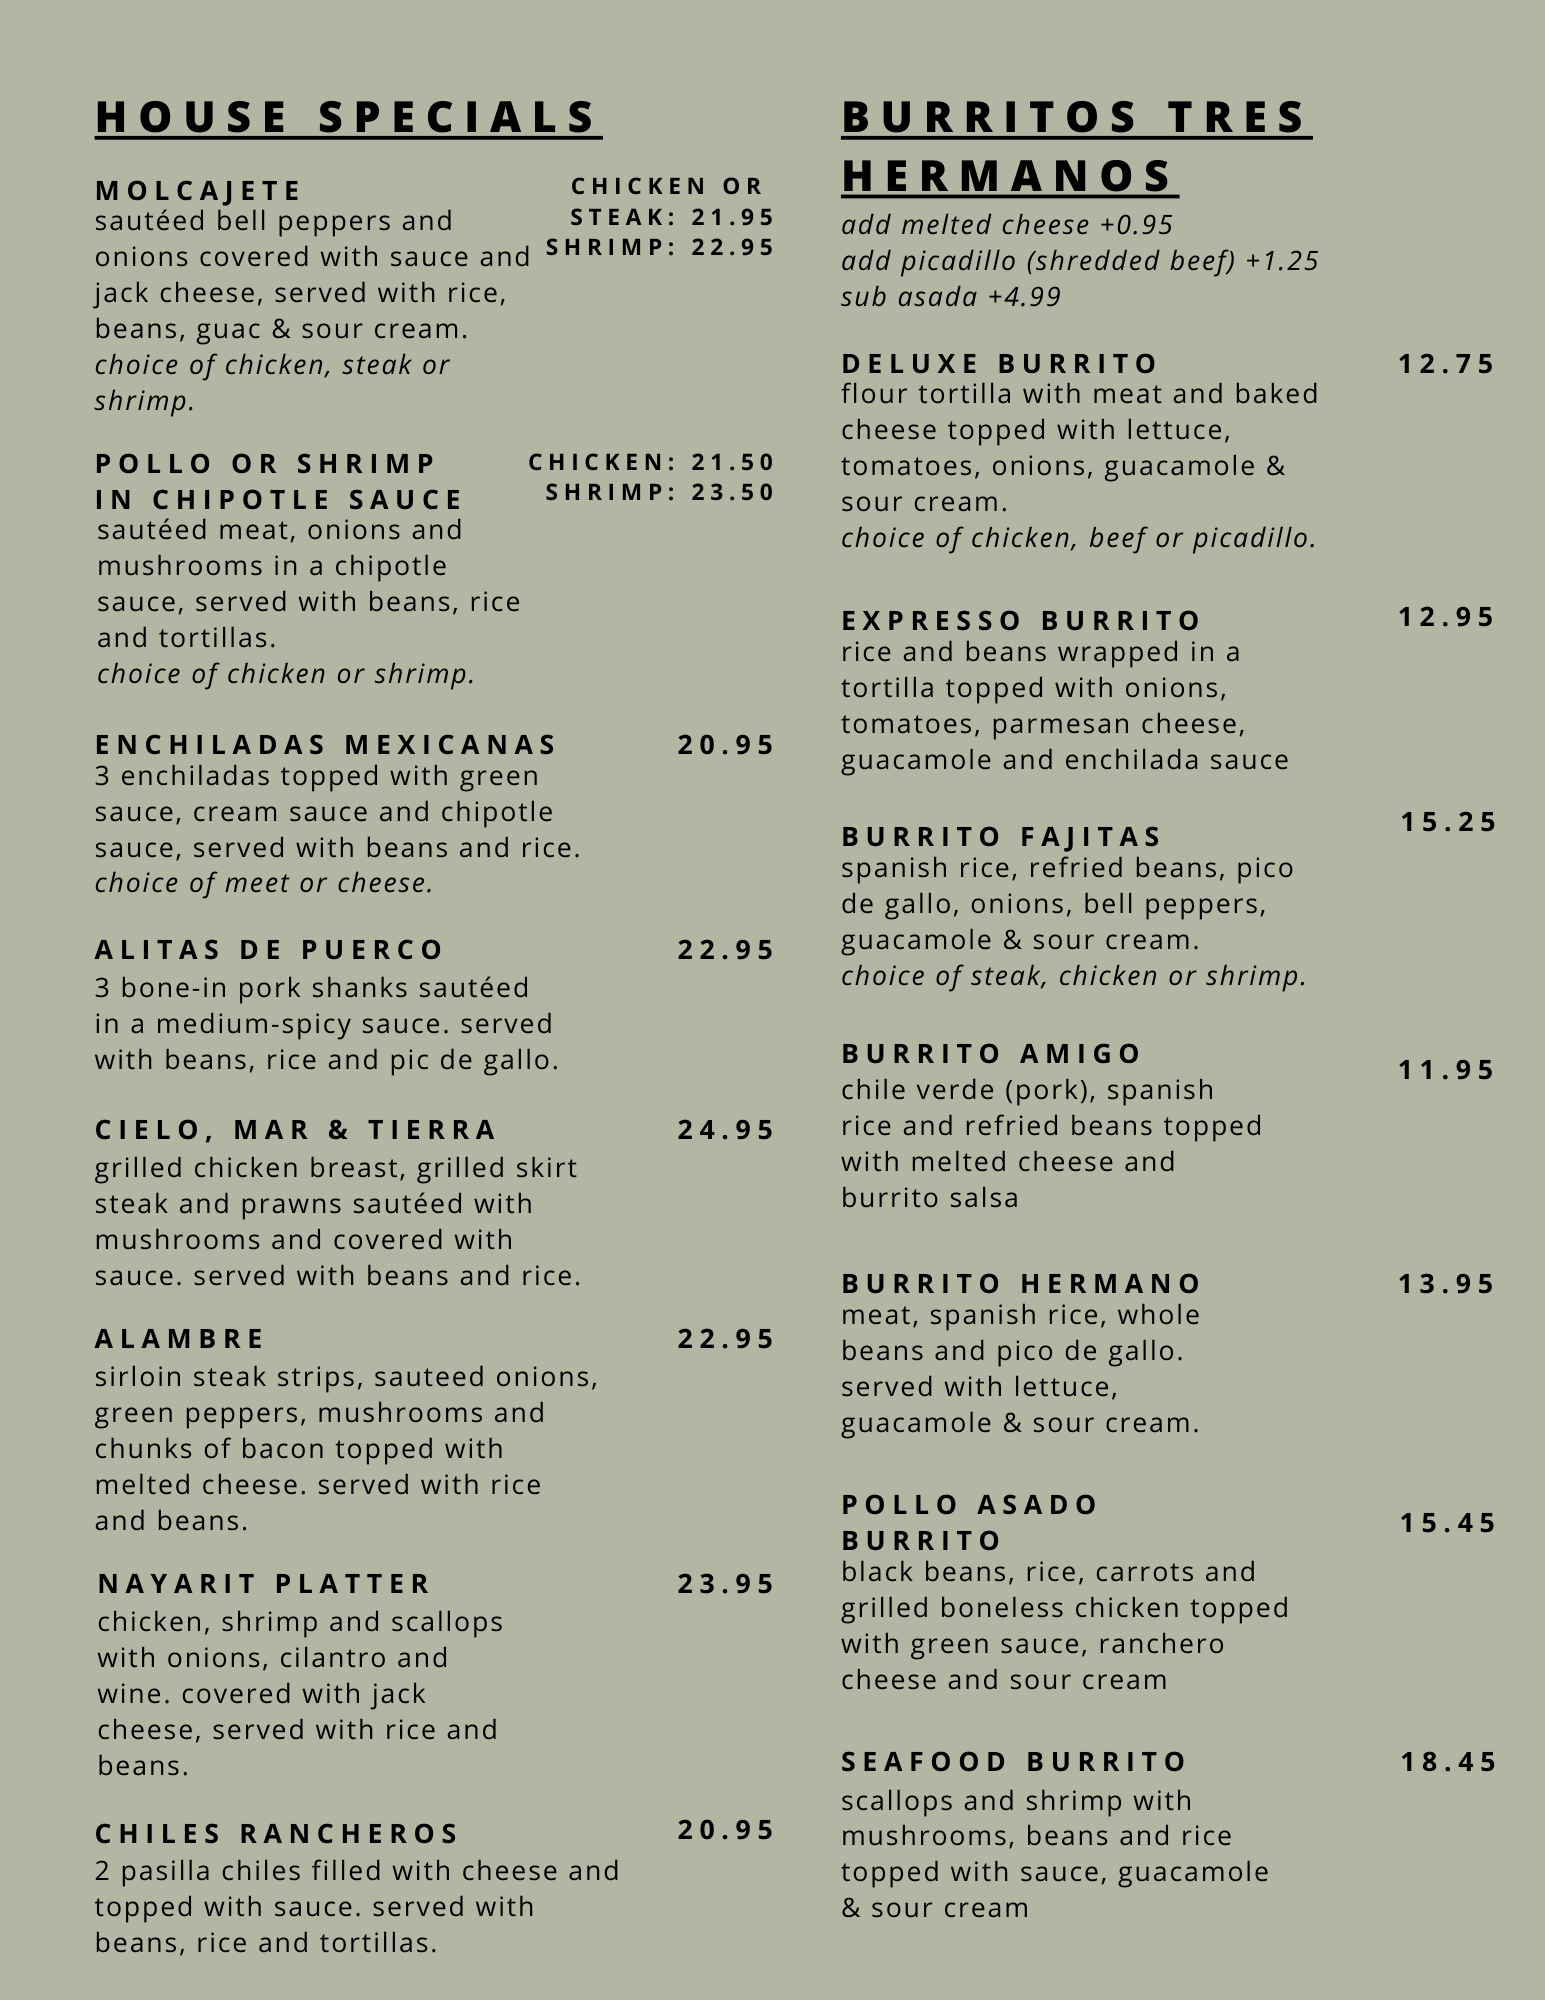 HOUSE SPECIALS
MOLCAJETE
CHICKEN OR
STEAK: 21.95
SHRIMP: 22.95
sautéed bell peppers and
onions covered with sauce and
jack cheese, served with rice,
beans, guac & sour cream.
choice of chicken, steak or
shrimp.
POLLO OR SHRIMP
IN CHIPOTLE SAUCE
CHICKEN: 21.50
SHRIMP: 23.50
sautéed meat, onions and
mushrooms in a chipotle
sauce, served with beans, rice
and tortillas.
choice of chicken or shrimp.
ENCHILADAS MEXICANAS 20.95
3 enchiladas topped with green
sauce, cream sauce and chipotle
sauce, served with beans and rice.
choice of meet or cheese.
ALITAS DE PUERCO 22.95
3 bone-in pork shanks sautéed
in a medium-spicy sauce. served
with beans, rice and pic de gallo.
CIELO, MAR & TIERRA 24.95
grilled chicken breast, grilled skirt
steak and prawns sautéed with
mushrooms and covered with
sauce. served with beans and rice.
ALAMBRE 22.95
sirloin steak strips, sauteed onions,
green peppers, mushrooms and
chunks of bacon topped with
melted cheese. served with rice
and beans.
NAYARIT PLATTER 23.95
chicken, shrimp and scallops
with onions, cilantro and
wine. covered with jack
cheese, served with rice and
beans.
CHILES RANCHEROS 20.95
2 pasilla chiles filled with cheese and
topped with sauce. served with
beans, rice and tortillas.
BURRITOS TRES
HERMANOS
add melted cheese +0.95
add picadillo (shredded beef) +1.25
sub asada +4.99
DELUXE BURRITO 12.75
flour tortilla with meat and baked
cheese topped with lettuce,
tomatoes, onions, guacamole &
sour cream.
choice of chicken, beef or picadillo.
EXPRESSO BURRITO 12.95
rice and beans wrapped in a
tortilla topped with onions,
tomatoes, parmesan cheese,
guacamole and enchilada sauce
BURRITO FAJITAS 15.25
spanish rice, refried beans, pico
de gallo, onions, bell peppers,
guacamole & sour cream.
choice of steak, chicken or shrimp.
BURRITO AMIGO 11.95
chile verde (pork), spanish
rice and refried beans topped
with melted cheese and
burrito salsa
BURRITO HERMANO 13.95
meat, spanish rice, whole
beans and pico de gallo.
served with lettuce,
guacamole & sour cream.
POLLO ASADO
BURRITO 15.45
black beans, rice, carrots and
grilled boneless chicken topped
with green sauce, ranchero
cheese and sour cream
SEAFOOD BURRITO 18.45
scallops and shrimp with
mushrooms, beans and rice
topped with sauce, guacamole
& sour cream